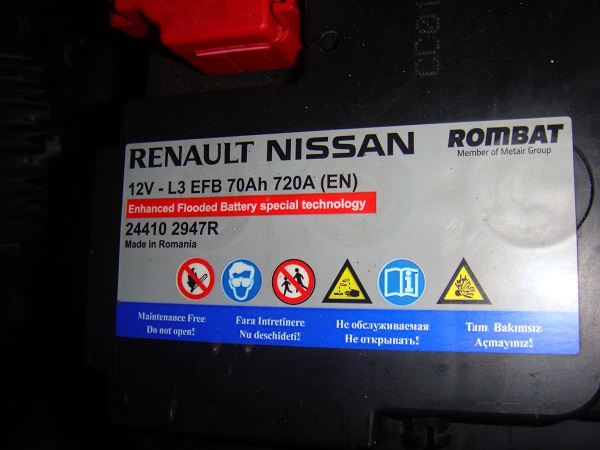 RENAULT NISSAN
ROMBAT
Member of Metair Group
12V - L3 EFB 70Ah 720A (EN)
Enhanced Flooded Battery special technology
24410 2947R
Made in Romania
Maintenance Free
Do not open!
Fara Intretinere
Nu deschideti!
Не обслуживаемая
Не открывать!
Tam Bakımsız
Açmayınız!